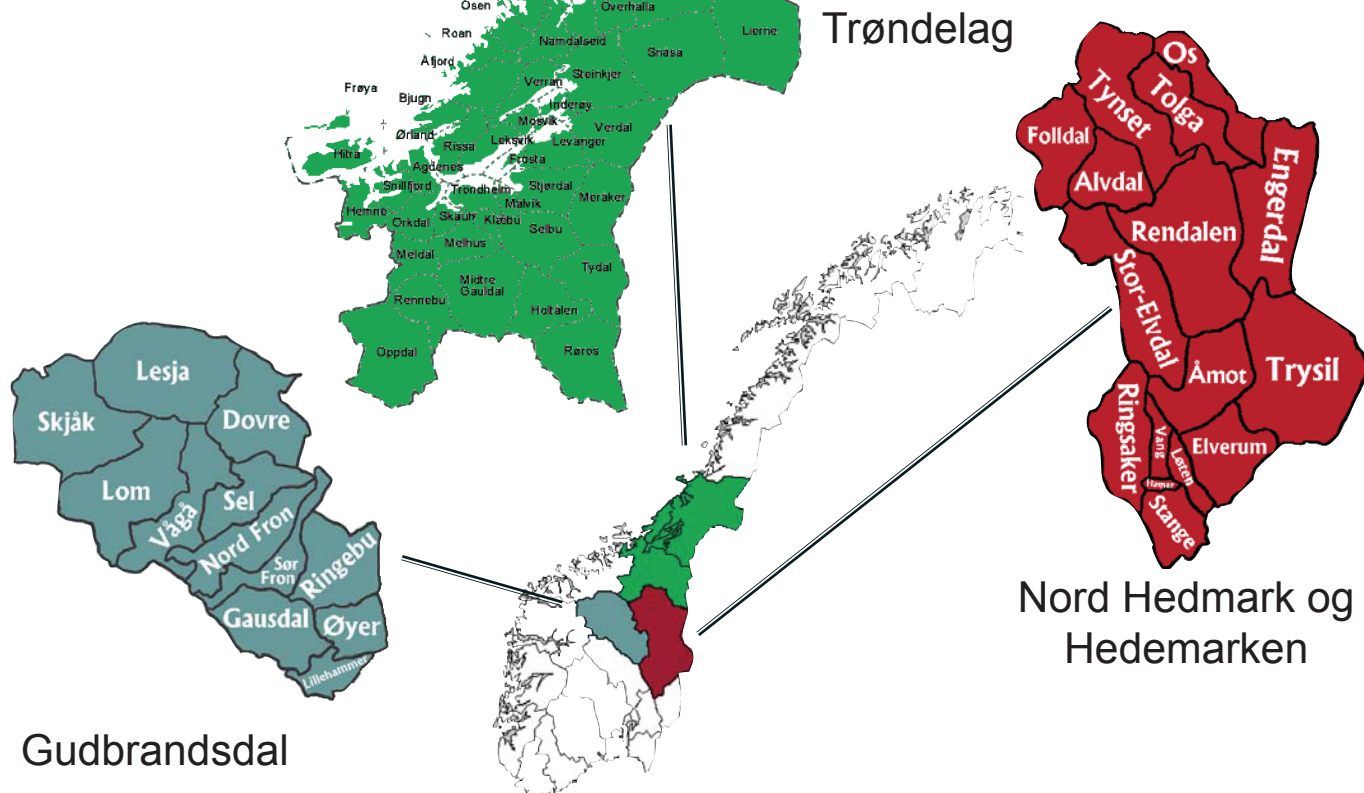 Osen
Overhalla
Lierne
Trøndelag
Roan
Namdalseid
Snåsa
Åfjord
Steinkjer
Verran
Frøya
Bjugn
Inderøy
Mosvik
Verdal
Ørland
Rissa
Leksvik
Levanger
Hitra
Frosta
Agdenes
Snillfjord
Trondheim
Stjørdal
Meråker
Malvik
Hemne
Orkdal
Skaun
Klæbu
Selbu
Melhus
Meldal
Tydal
Midtre
Gauldal
Rennebu
Holtålen
Oppdal
Røros
Os
Tynset
Tolga
Folldal
Alvdal
Engerdal
Rendalen
Stor-Elvdal
Åmot
Trysil
Ringsaker
Vang
Løten
Elverum
Hamar
Stange
Nord Hedmark og
Hedemarken
Lesja
Skjåk
Dovre
Lom
Sel
Vågå
Nord Fron
Sør
Fron
Ringebu
Gausdal
Øyer
Lillehammer
Gudbrandsdal